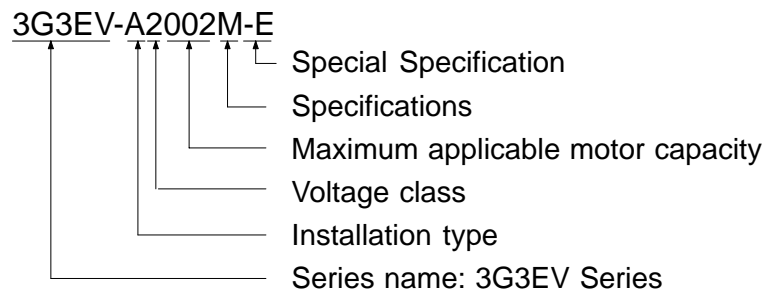 3G3EV-A2002M-E
Special Specification
Specifications
Maximum applicable motor capacity
Voltage class
Installation type
Series name: 3G3EV Series